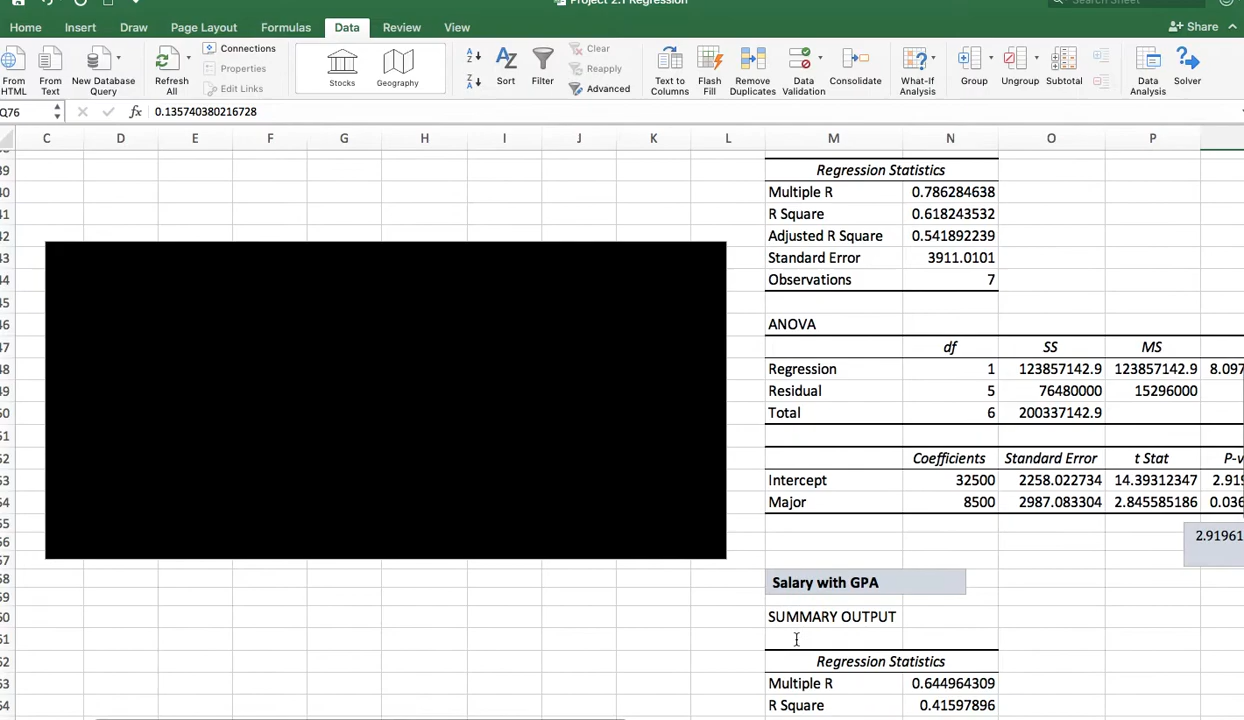 Project 2.1 Regression
Search Sheet
Home Insert Draw Page Layout Formulas Data Review View Share
From HTML
From Text
New Database Query
Refresh All
Connections
Properties
Edit Links
Stocks
Geography
Sort
Filter
Clear
Reapply
Advanced
Text to Columns
Flash Fill
Remove Duplicates
Data Validation
Consolidate
What-If Analysis
Group
Ungroup
Subtotal
Data Analysis
Solver
Q76 fx 0.135740380216728
C D E F G H I J K L M N O P
Regression Statistics
Multiple R 0.786284638
R Square 0.618243532
Adjusted R Square 0.541892239
Standard Error 3911.0101
Observations 7
ANOVA
df SS MS
Regression 1 123857142.9 123857142.9 8.097
Residual 5 76480000 15296000
Total 6 200337142.9
Coefficients Standard Error t Stat P-v
Intercept 32500 2258.022734 14.39312347 2.919
Major 8500 2987.083304 2.845585186 0.036
2.91961
Salary with GPA
SUMMARY OUTPUT
Regression Statistics
Multiple R 0.644964309
R Square 0.41597896